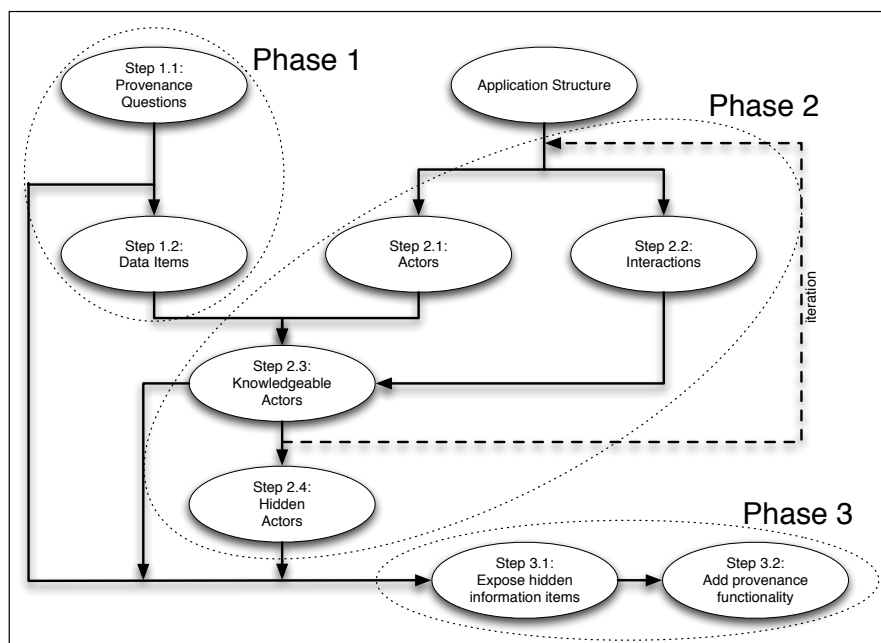 Phase 1
Step 1.1:
Provenance
Questions
Application Structure
Phase 2
Step 1.2:
Data Items
Step 2.1:
Actors
Step 2.2:
Interactions
iteration
Step 2.3:
Knowledgeable
Actors
Step 2.4:
Hidden
Actors
Phase 3
Step 3.1:
Expose hidden
information items
Step 3.2:
Add provenance
functionality